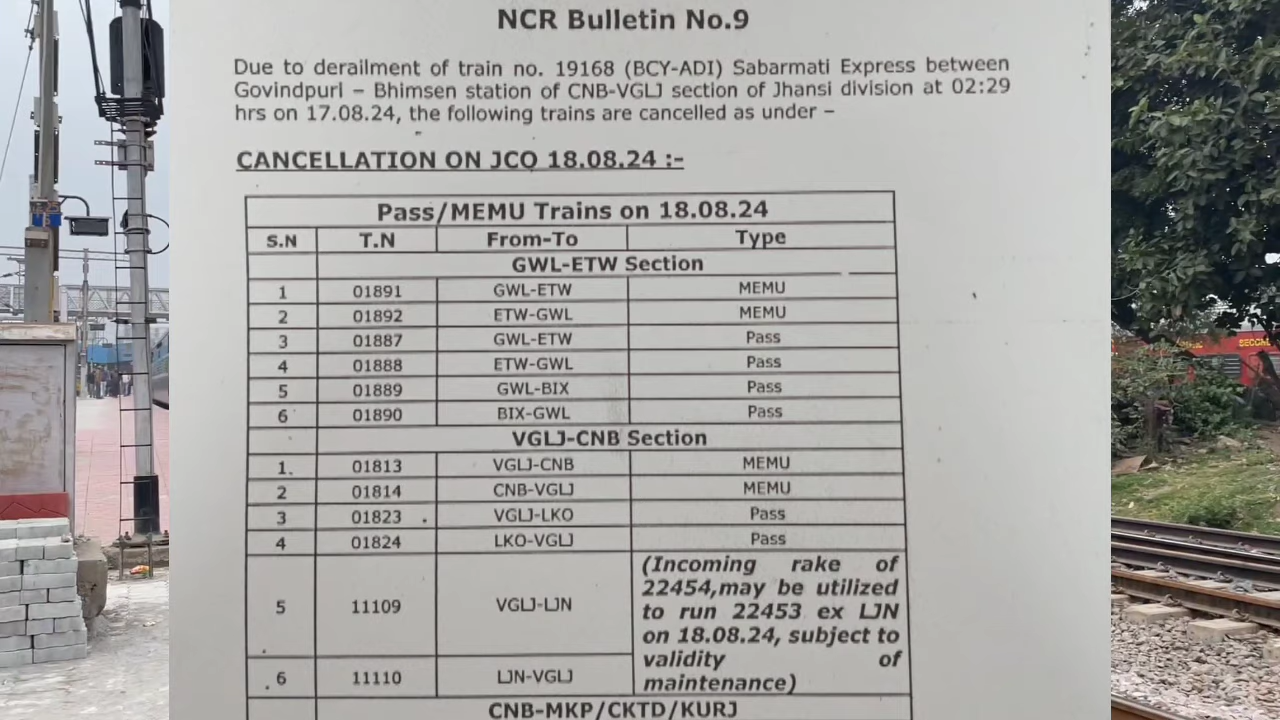 NCR Bulletin No.9
Due to derailment of train no. 19168 (BCY-ADI) Sabarmati Express between
Govindpuri – Bhimsen station of CNB-VGLJ section of Jhansi division at 02:29
hrs on 17.08.24, the following trains are cancelled as under –
CANCELLATION ON JCO 18.08.24 :-
Pass/MEMU Trains on 18.08.24
S.N T.N From-To Type
GWL-ETW Section
1 01891 GWL-ETW MEMU
2 01892 ETW-GWL MEMU
3 01887 GWL-ETW Pass
4 01888 ETW-GWL Pass
5 01889 GWL-BIX Pass
6 01890 BIX-GWL Pass
VGLJ-CNB Section
1. 01813 VGLJ-CNB MEMU
2 01814 CNB-VGLJ MEMU
3 01823 VGLJ-LKO Pass
4 01824 LKO-VGLJ Pass
5 11109 VGLJ-LJN
6 11110 LJN-VGLJ
(Incoming rake of
22454,may be utilized
to run 22453 ex LJN
on 18.08.24, subject to
validity of
maintenance)
CNB-MKP/CKTD/KURJ